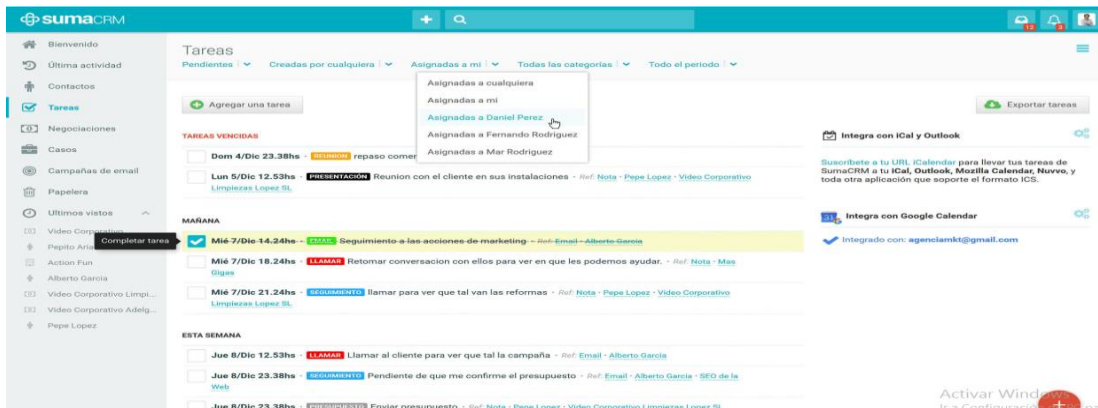 sumaCRM
12
3
Bienvenido
Última actividad
Contactos
Tareas
Negociaciones
Casos
Campañas de email
Papelera
Ultimos vistos
Video Corporativo
Pepito Aria
Action Fun
Alberto Garcia
Video Corporativo Limpi...
Video Corporativo Adelg...
Pepe Lopez
Completar tarea
Tareas
Pendientes Creadas por cualquiera Asignadas a mi Todas las categorías Todo el periodo
Asignadas a cualquiera
Asignadas a mi
Asignadas a Daniel Perez
Asignadas a Fernando Rodriguez
Asignadas a Mar Rodriguez
Agregar una tarea
Exportar tareas
TAREAS VENCIDAS
Dom 4/Dic 23.38hs - REUNIÓN repaso comer
Lun 5/Dic 12.53hs - PRESENTACIÓN Reunion con el cliente en sus instalaciones - Ref: Nota - Pepe Lopez - Video Corporativo
Limpiezas Lopez SL
MAÑANA
Mié 7/Dic 14.24hs - EMAIL Seguimiento a las acciones de marketing - Ref: Email - Alberto Garcia
Mié 7/Dic 18.24hs - LLAMAR Retomar conversacion con ellos para ver en que les podemos ayudar. - Ref: Nota - Mas
Gigas
Mié 7/Dic 21.24hs - SEGUIMIENTO llamar para ver que tal van las reformas - Ref: Nota - Pepe Lopez - Video Corporativo
Limpiezas Lopez SL
ESTA SEMANA
Jue 8/Dic 12.53hs - LLAMAR Llamar al cliente para ver que tal la campaña - Ref: Email - Alberto Garcia
Jue 8/Dic 23.38hs - SEGUIMIENTO Pendiente de que me confirme el presupuesto - Ref: Email - Alberto Garcia - SEO de la
Web
Jue 8/Dic 23.38hs - PRESUPUESTO Enviar presupuesto - Ref: Nota - Pepe Lopez - Video Corporativo Limpiezas Lopez SL
Integra con iCal y Outlook
Suscribete a tu URL iCalendar para llevar tus tareas de
SumaCRM a tu iCal, Outlook, Mozilla Calendar, Nuvvo, y
toda otra aplicación que soporte el formato ICS.
31
Integra con Google Calendar
Integrado con: agenciamkt@gmail.com
Activar Windows